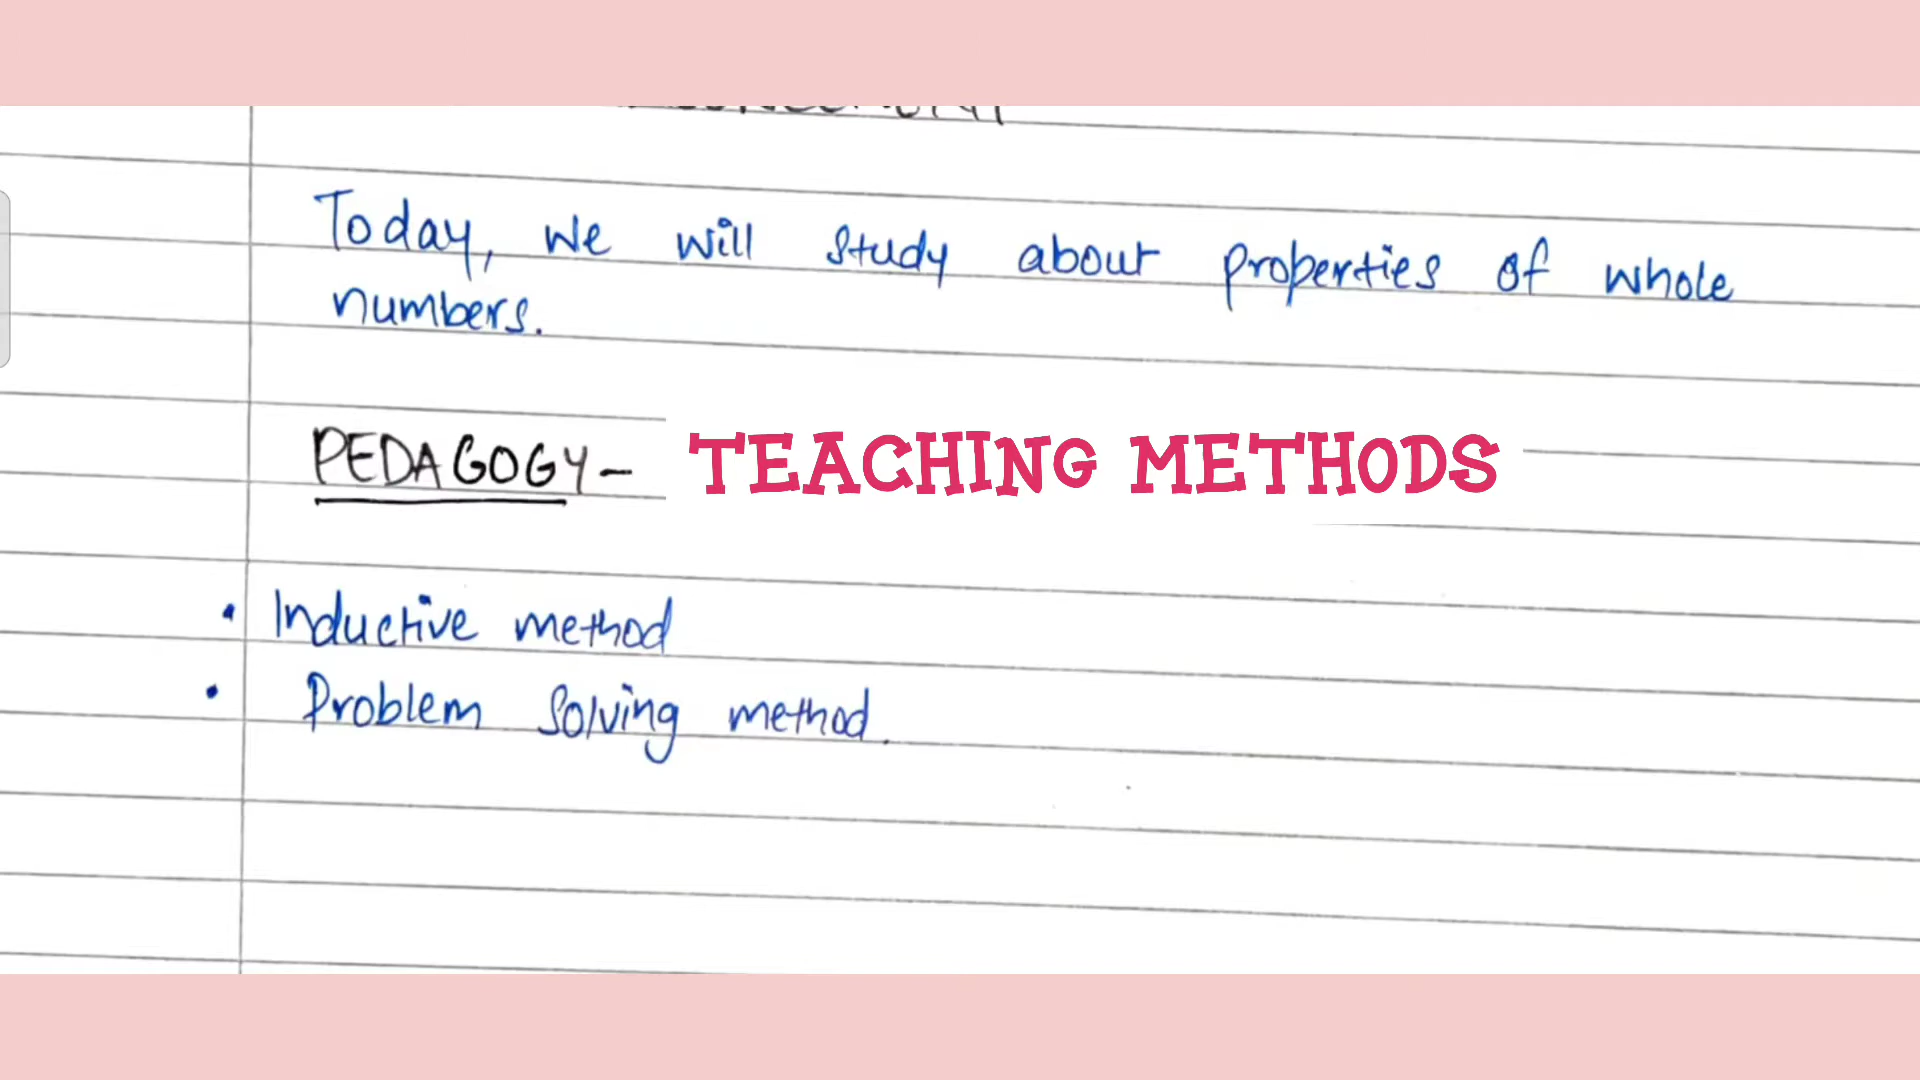 Today, we will study about properties of whole
numbers.
PEDAGOGY - TEACHING METHODS
• Inductive method
• Problem solving method.